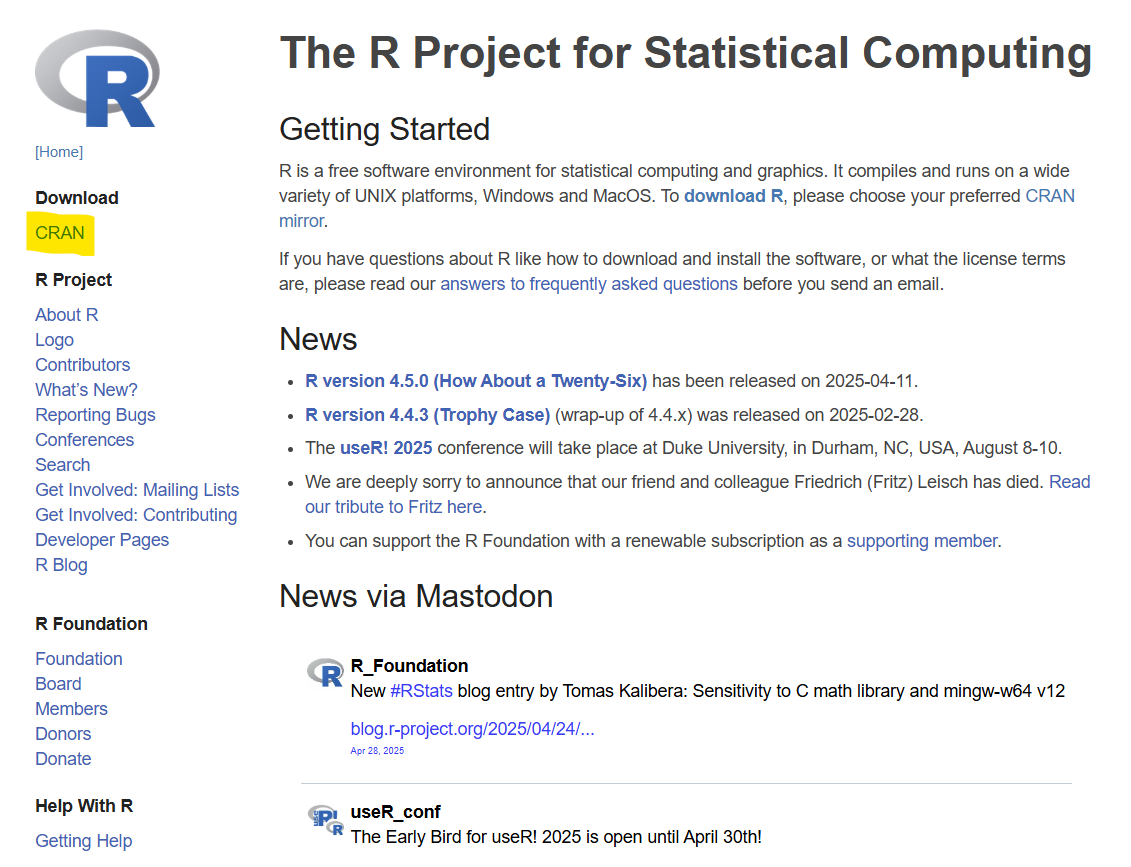 R
[Home]
Download
CRAN
R Project
About R
Logo
Contributors
What's New?
Reporting Bugs
Conferences
Search
Get Involved: Mailing Lists
Get Involved: Contributing
Developer Pages
R Blog
R Foundation
Foundation
Board
Members
Donors
Donate
Help With R
Getting Help
The R Project for Statistical Computing
Getting Started
R is a free software environment for statistical computing and graphics. It compiles and runs on a wide
variety of UNIX platforms, Windows and MacOS. To download R, please choose your preferred CRAN
mirror.
If you have questions about R like how to download and install the software, or what the license terms
are, please read our answers to frequently asked questions before you send an email.
News
• R version 4.5.0 (How About a Twenty-Six) has been released on 2025-04-11.
• R version 4.4.3 (Trophy Case) (wrap-up of 4.4.x) was released on 2025-02-28.
• The useR! 2025 conference will take place at Duke University, in Durham, NC, USA, August 8-10.
• We are deeply sorry to announce that our friend and colleague Friedrich (Fritz) Leisch has died. Read
our tribute to Fritz here.
• You can support the R Foundation with a renewable subscription as a supporting member.
News via Mastodon
R
R_Foundation
New #RStats blog entry by Tomas Kalibera: Sensitivity to C math library and mingw-w64 v12
blog.r-project.org/2025/04/24/...
Apr 28, 2025
useR_conf
The Early Bird for useR! 2025 is open until April 30th!